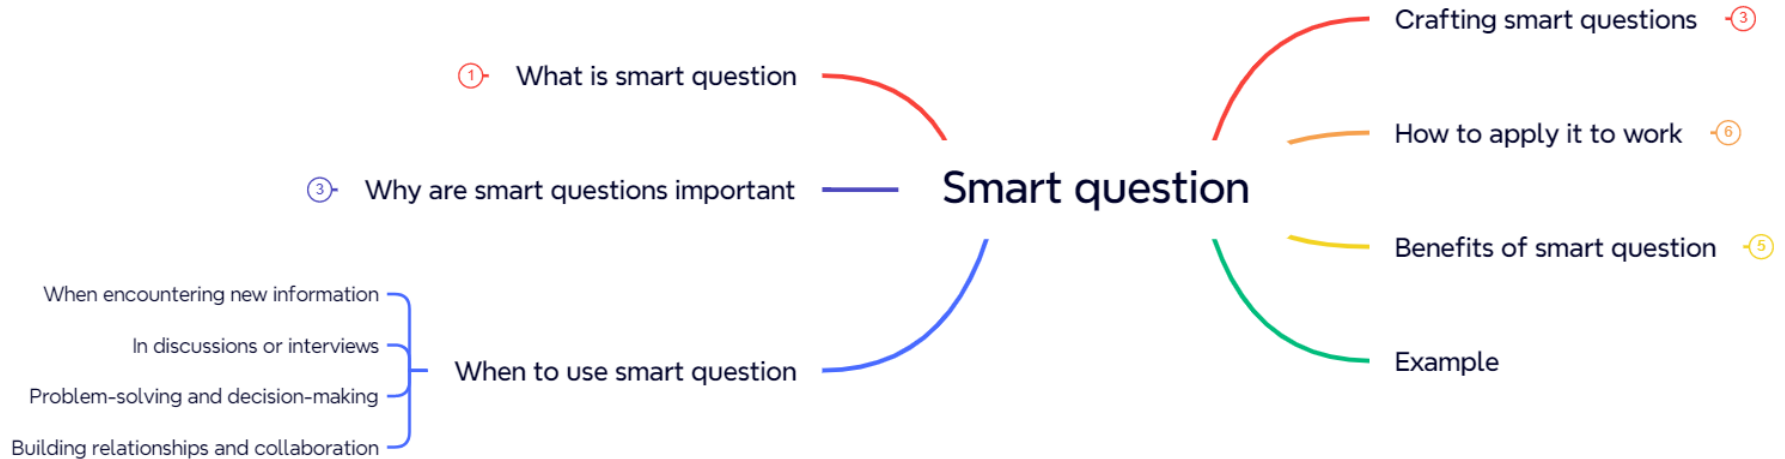 Smart question
What is smart question
1
Why are smart questions important
3
When to use smart question
When encountering new information
In discussions or interviews
Problem-solving and decision-making
Building relationships and collaboration
Crafting smart questions
3
How to apply it to work
6
Benefits of smart question
5
Example